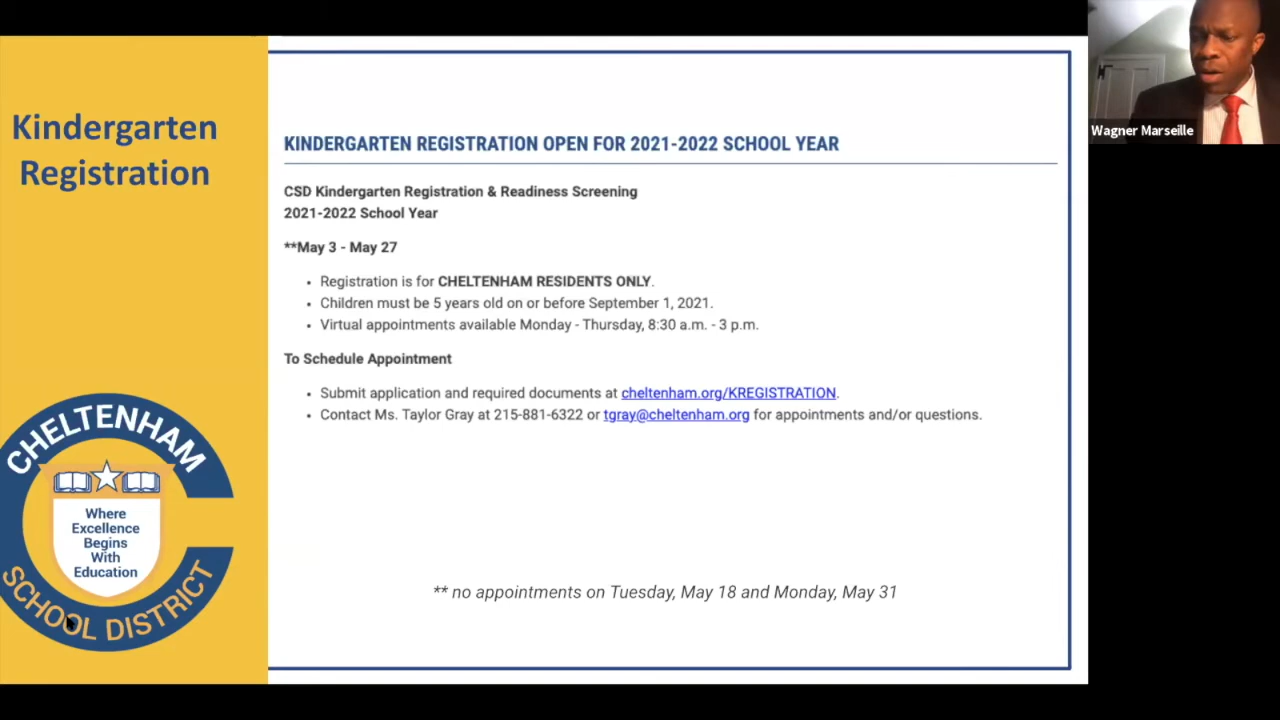 Kindergarten
Registration
KINDERGARTEN REGISTRATION OPEN FOR 2021-2022 SCHOOL YEAR
CSD Kindergarten Registration & Readiness Screening
2021-2022 School Year
**May 3 - May 27
• Registration is for CHELTENHAM RESIDENTS ONLY.
• Children must be 5 years old on or before September 1, 2021.
• Virtual appointments available Monday - Thursday, 8:30 a.m. - 3 p.m.
To Schedule Appointment
• Submit application and required documents at cheltenham.org/KREGISTRATION.
• Contact Ms. Taylor Gray at 215-881-6322 or tgray@cheltenham.org for appointments and/or questions.
** no appointments on Tuesday, May 18 and Monday, May 31
CHELTENHAM
Where
Excellence
Begins
With
Education
SCHOOL DISTRICT
Wagner Marseille